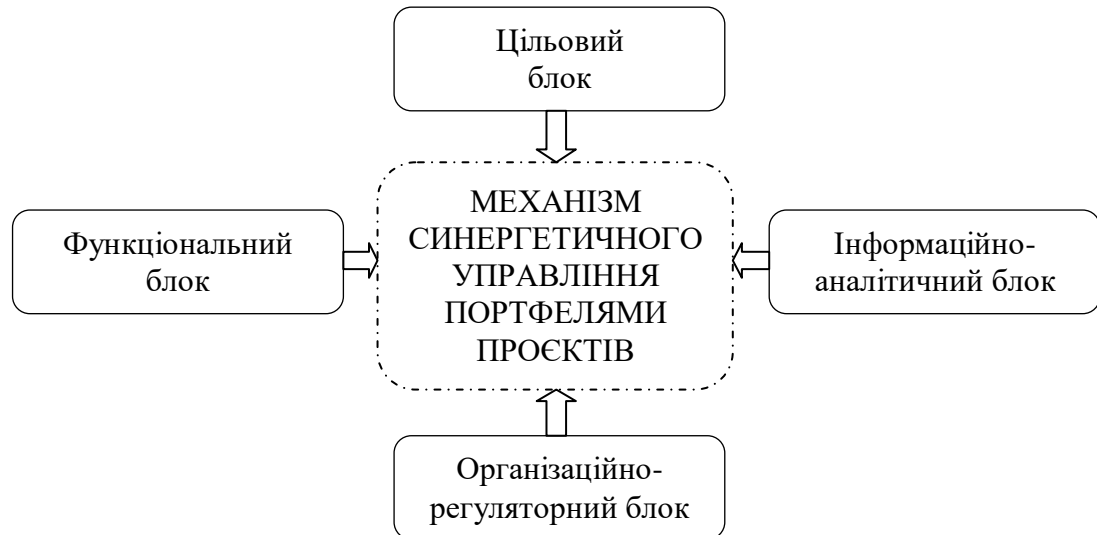 Цільовий
блок
МЕХАНІЗМ
СИНЕРГЕТИЧНОГО
УПРАВЛІННЯ
ПОРТФЕЛЯМИ
ПРОЄКТІВ
Функціональний
блок
Інформаційно-
аналітичний блок
Організаційно-
регуляторний блок